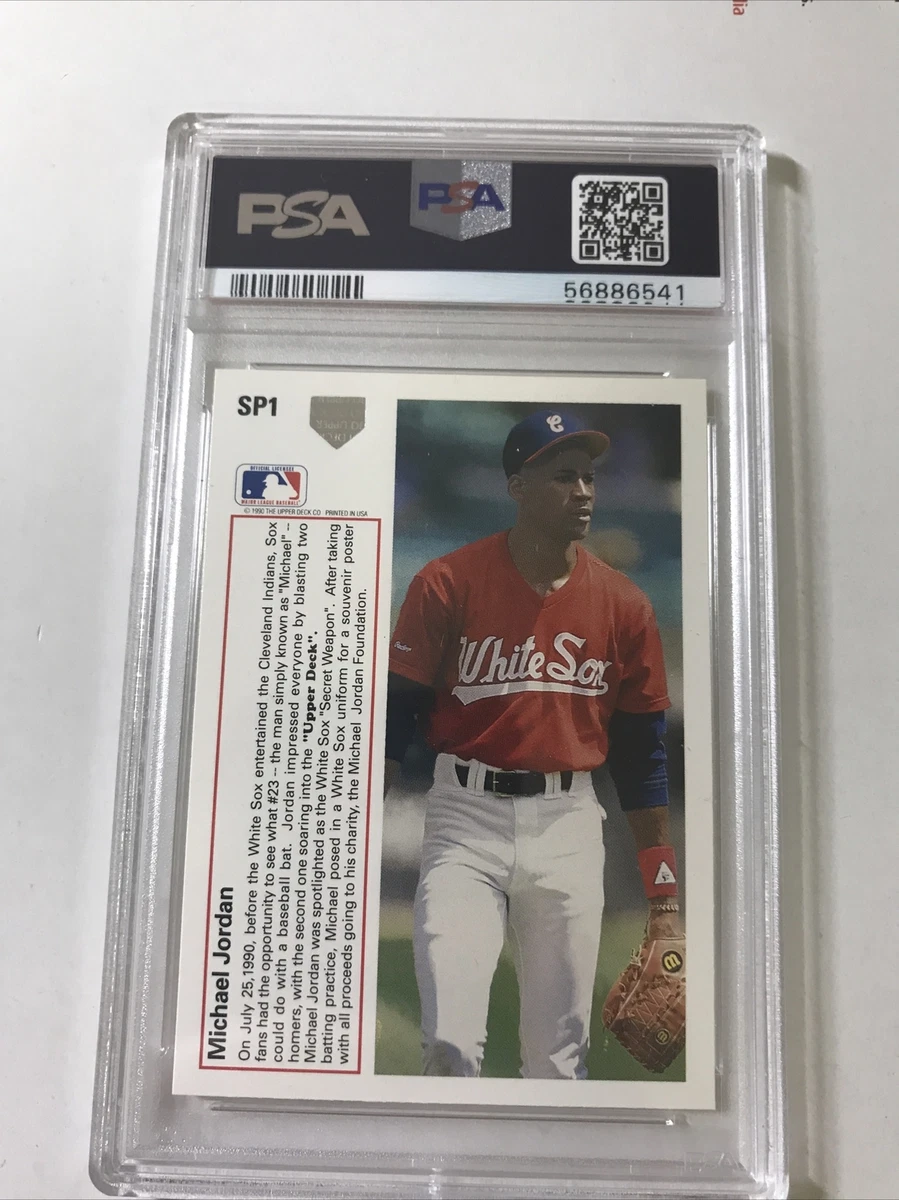 PSA
PSA
56886541
SP1
OFFICIAL LICENSEE
MAJOR LEAGUE BASEBALL
© 1990 THE UPPER DECK CO. PRINTED IN USA
Michael Jordan
On July 25,1990, before the White Sox entertained the Cleveland Indians, Sox
fans had the opportunity to see what #23 -- the man simply known as "Michael" --
could do with a baseball bat. Jordan impressed everyone by blasting two
homers, with the second one soaring into the "Upper Deck".
Michael Jordan was spotlighted as the White Sox "Secret Weapon". After taking
batting practice, Michael posed in a White Sox uniform for a souvenir poster
with all proceeds going to his charity, the Michael Jordan Foundation.
C
White Sox